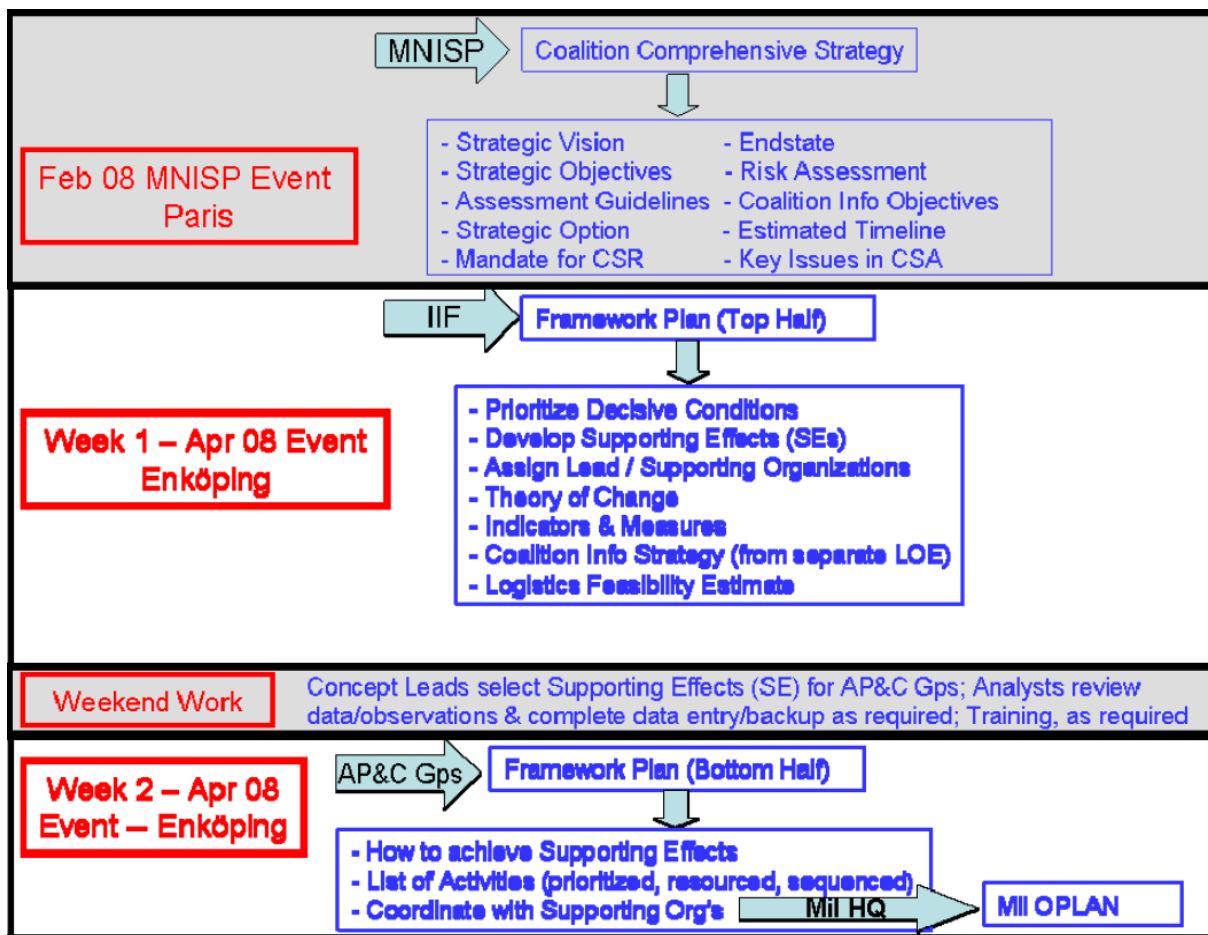 MNISP
Coalition Comprehensive Strategy
Feb 08 MNISP Event
Paris
- Strategic Vision
- Strategic Objectives
- Assessment Guidelines
- Strategic Option
- Mandate for CSR
- Endstate
- Risk Assessment
- Coalition Info Objectives
- Estimated Timeline
- Key Issues in CSA
IIF
Framework Plan (Top Half)
Week 1 – Apr 08 Event
Enköping
- Prioritize Decisive Conditions
- Develop Supporting Effects (SEs)
- Assign Lead / Supporting Organizations
- Theory of Change
- Indicators & Measures
- Coalition Info Strategy (from separate LOE)
- Logistics Feasibility Estimate
Weekend Work
Concept Leads select Supporting Effects (SE) for AP&C Gps; Analysts review
data/observations & complete data entry/backup as required; Training, as required
AP&C Gps
Framework Plan (Bottom Half)
Week 2 – Apr 08
Event – Enköping
- How to achieve Supporting Effects
- List of Activities (prioritized, resourced, sequenced)
- Coordinate with Supporting Org's
Mil HQ
Mil OPLAN